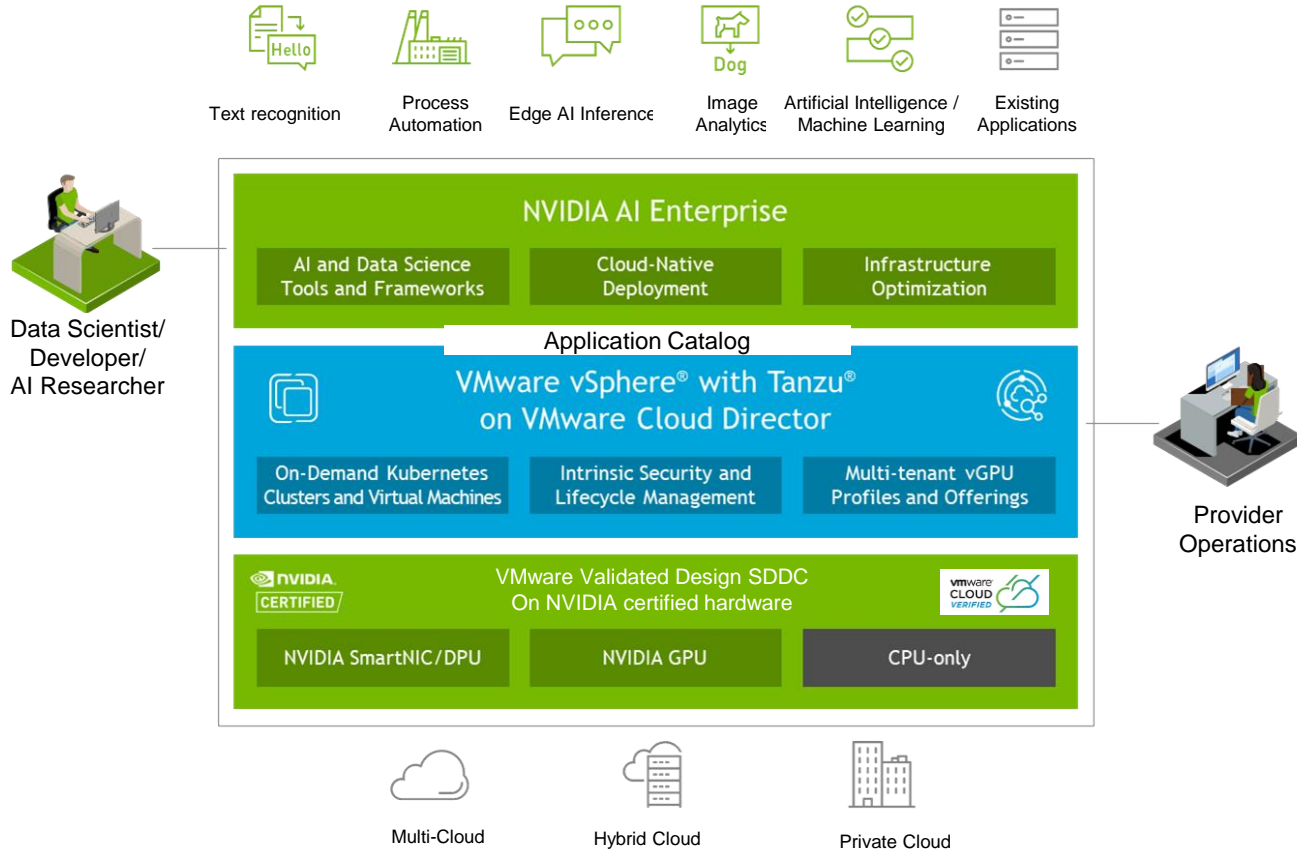 Hello
Dog
Text recognition
Process
Automation
Edge AI Inference
Image
Analytics
Artificial Intelligence /
Machine Learning
Existing
Applications
NVIDIA AI Enterprise
AI and Data Science
Tools and Frameworks
Cloud-Native
Deployment
Infrastructure
Optimization
Data Scientist/
Developer/
AI Researcher
Application Catalog
VMware vSphere® with Tanzu®
on VMware Cloud Director
On-Demand Kubernetes
Clusters and Virtual Machines
Intrinsic Security and
Lifecycle Management
Multi-tenant vGPU
Profiles and Offerings
Provider
Operations
NVIDIA.
CERTIFIED
VMware Validated Design SDDC
On NVIDIA certified hardware
vmware
CLOUD
VERIFIED
NVIDIA SmartNIC/DPU
NVIDIA GPU
CPU-only
Multi-Cloud
Hybrid Cloud
Private Cloud